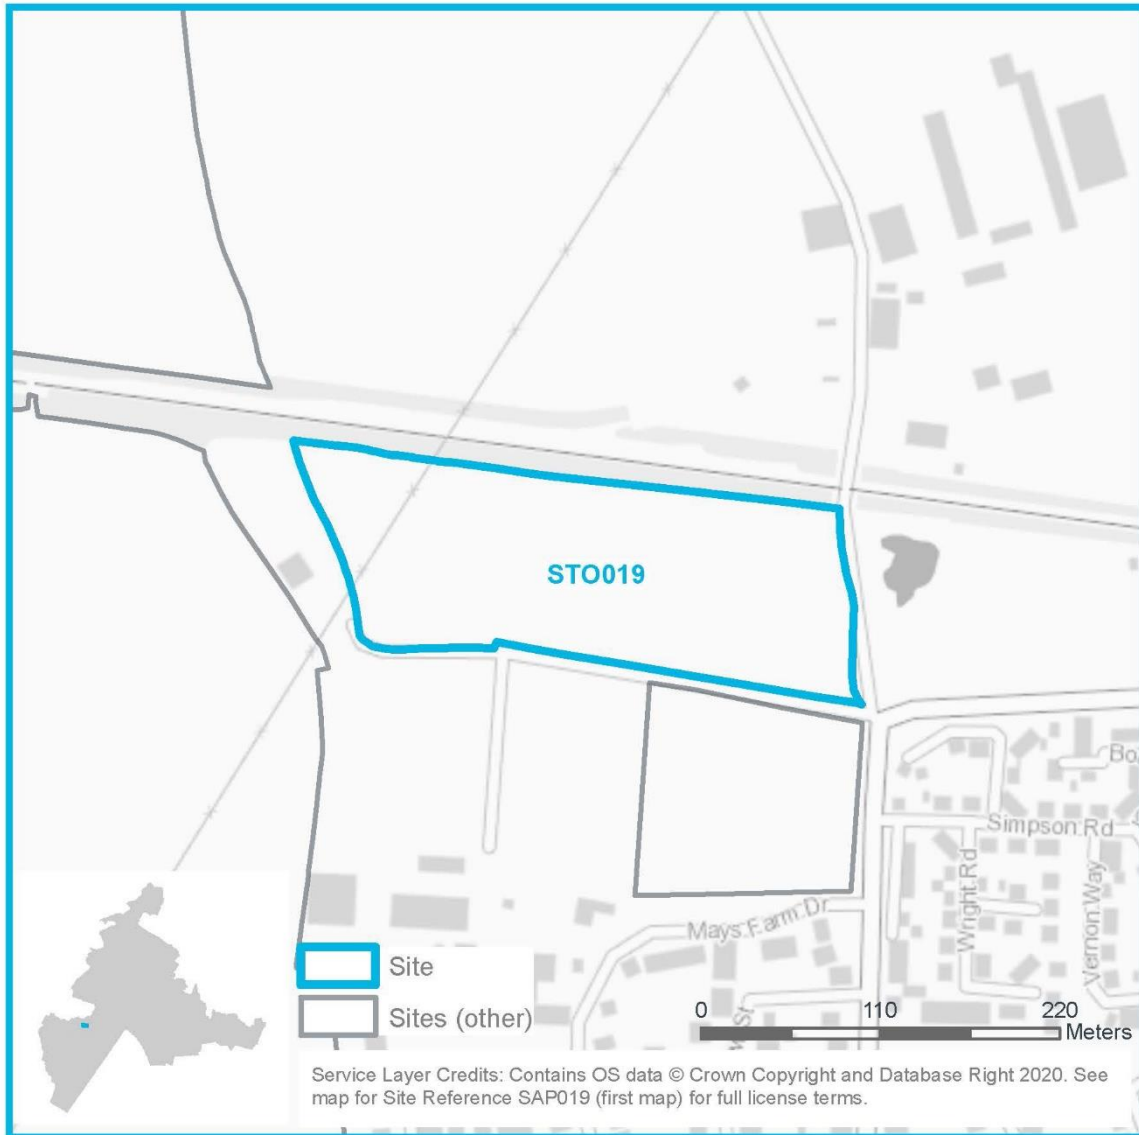 STO019
Bo
Simpson Rd
Wright Rd
Vernon Way
Mays Farm Dr
Site
Sites (other)
0 110 220
Meters
Service Layer Credits: Contains OS data © Crown Copyright and Database Right 2020. See
map for Site Reference SAP019 (first map) for full license terms.